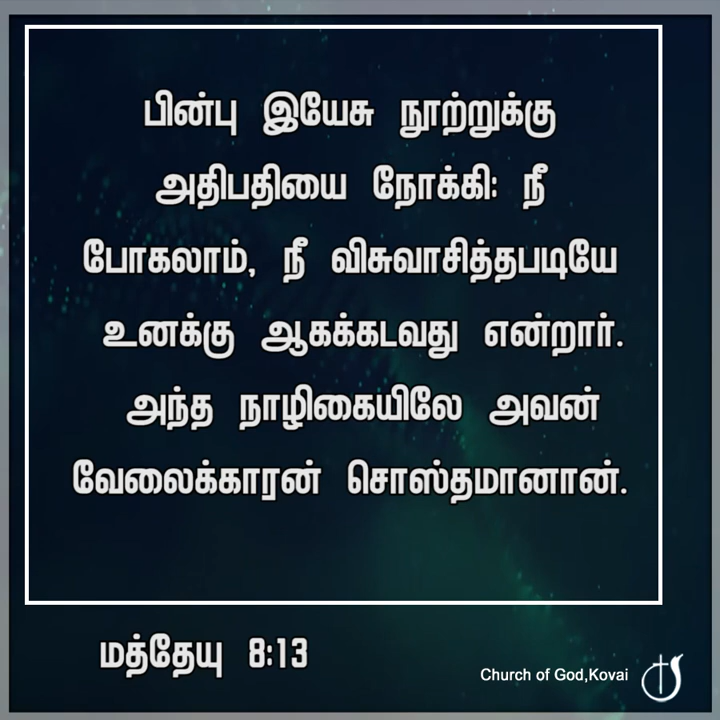 பின்பு இயேசு நூற்றுக்கு
அதிபதியை நோக்கி: நீ
போகலாம், நீ விசுவாசித்தபடியே
உனக்கு ஆகக்கடவது என்றார்.
அந்த நாழிகையிலே அவன்
வேலைக்காரன் சொஸ்தமானான்.
மத்தேயு 8:13
Church of God,Kovai